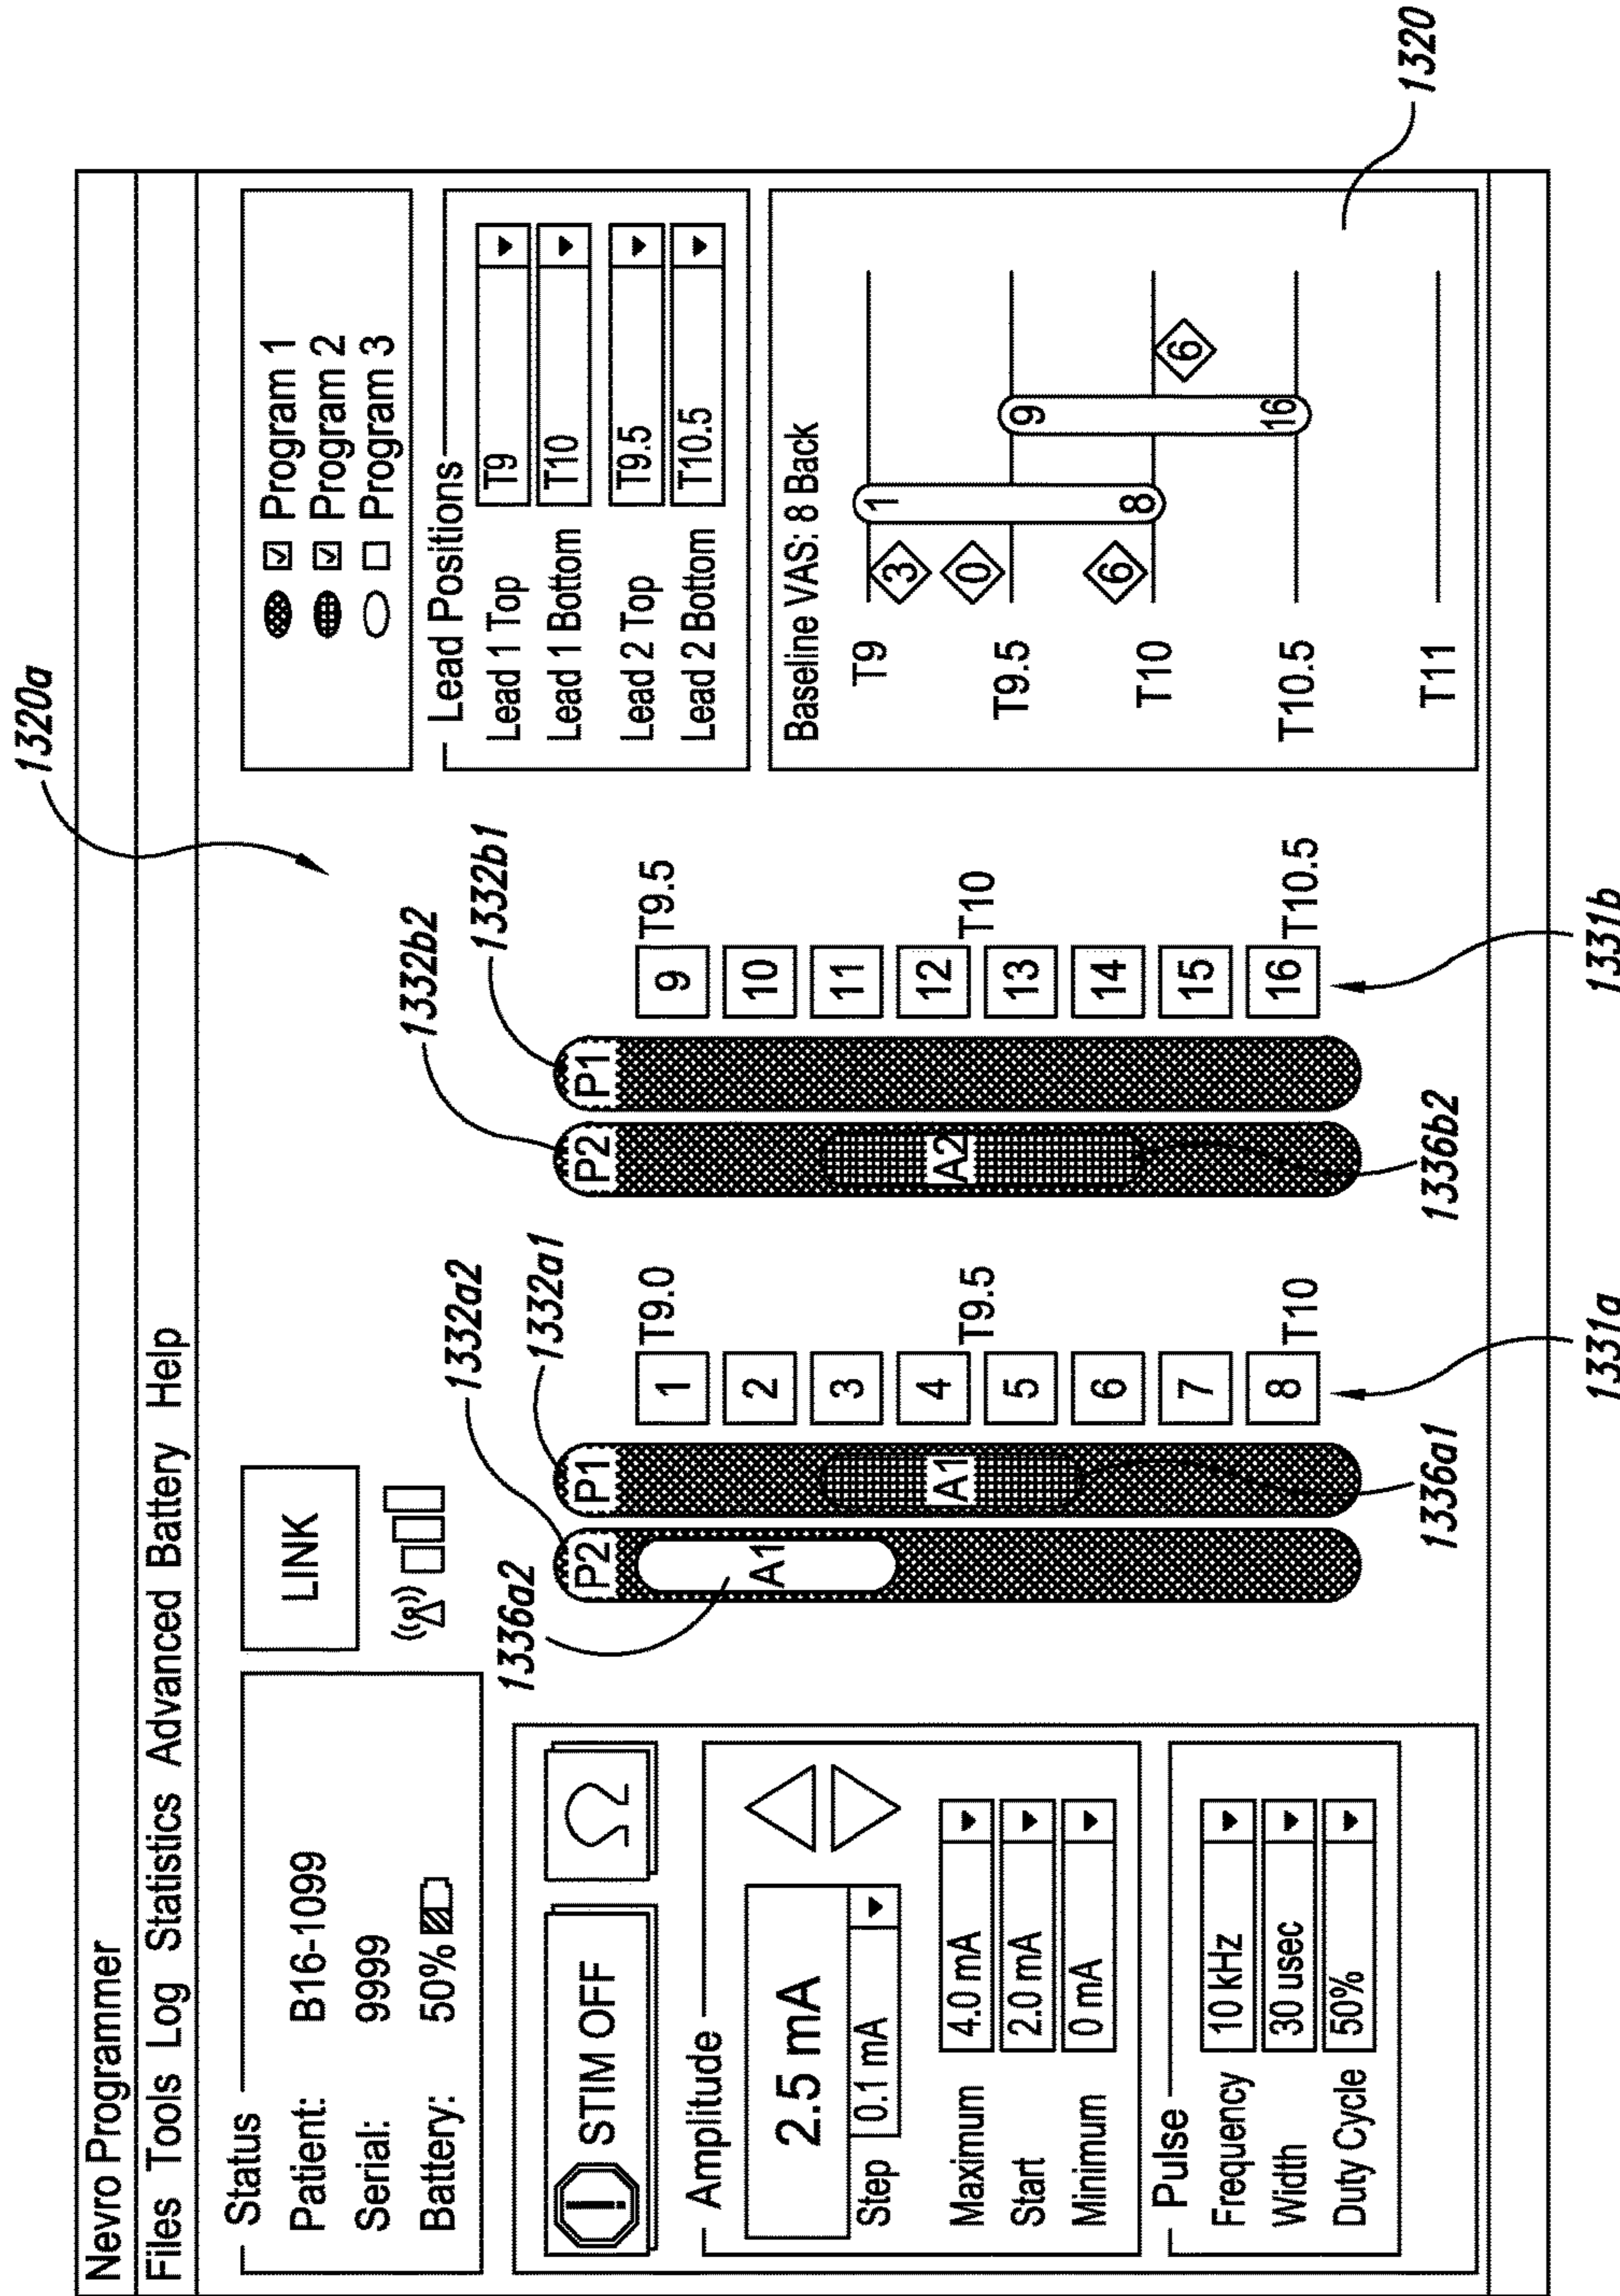 Nevro Programmer
Files Tools Log Statistics Advanced Battery Help
1320a
Status
Patient: B16-1099
Serial: 9999
Battery: 50%
LINK
STIM OFF
Ω
Amplitude
2.5 mA
Step 0.1 mA
Maximum 4.0 mA
Start 2.0 mA
Minimum 0 mA
Pulse
Frequency 10 kHz
Width 30 usec
Duty Cycle 50%
1336a2
1332a2
1332a1
P2
P1
A1
A1
1 T9.0
2
3
4
T9.5
5
6
7
8 T10
1336a1
1331a
1332b2
1332b1
P2
P1
A2
9 T9.5
10
11
12
T10
13
14
15
16 T10.5
1336b2
1331b
Program 1
Program 2
Program 3
Lead Positions
Lead 1 Top T9
Lead 1 Bottom T10
Lead 2 Top T9.5
Lead 2 Bottom T10.5
Baseline VAS: 8 Back
T9 1
3
0
T9.5 9
6 8
T10
6
T10.5 16
T11
1320